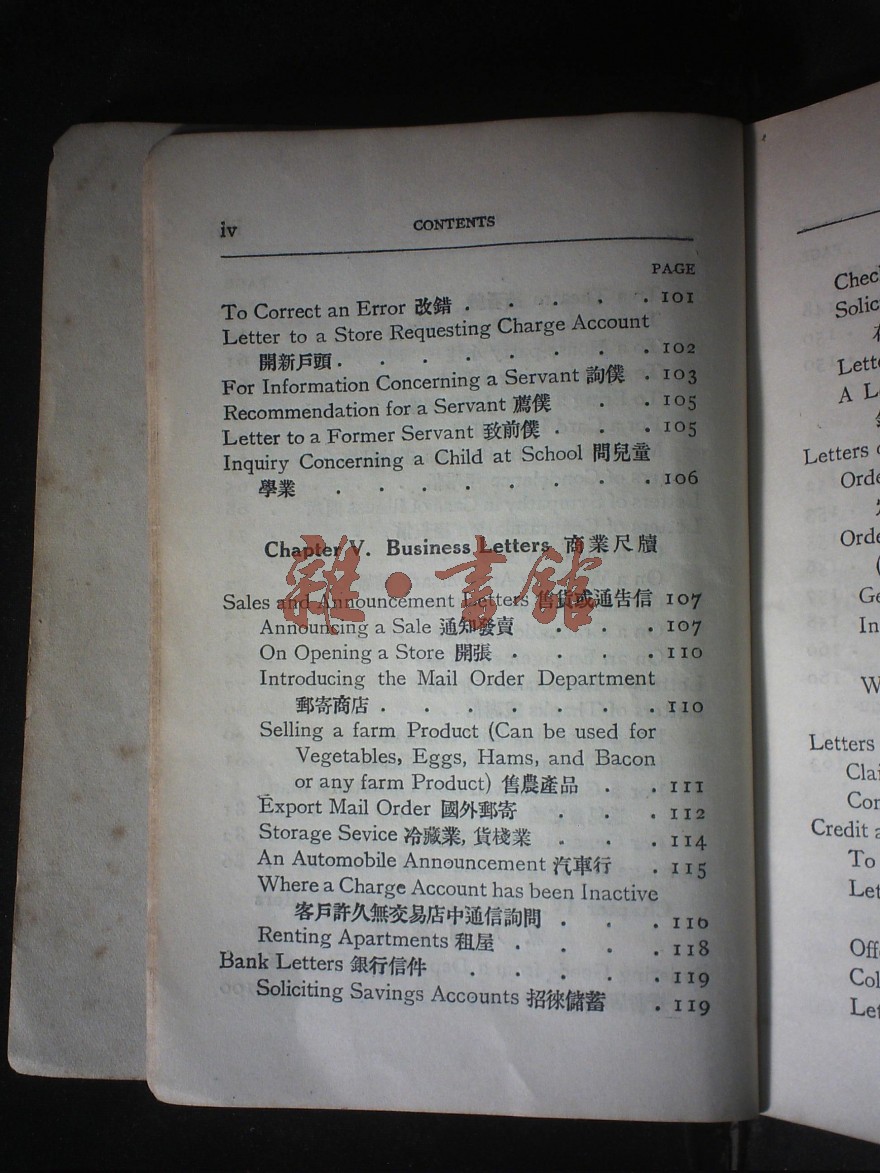 iv CONTENTS
PAGE
To Correct an Error 改錯 . . . . . . 101
Letter to a Store Requesting Charge Account
開新戶頭 . . . . . . . . . 102
For Information Concerning a Servant 詢僕 . 103
Recommendation for a Servant 薦僕 . . . 105
Letter to a Former Servant 致前僕 . . . . 105
Inquiry Concerning a Child at School 問兒童
學業 . . . . . . . . . 106
Chapter V. Business Letters 商業尺牘
雜·書館
Sales and Announcement Letters 售貨或通告信 107
Announcing a Sale 通知發賣 . . . . 107
On Opening a Store 開張 . . . . . 110
Introducing the Mail Order Department
郵寄商店 . . . . . . . . 110
Selling a farm Product (Can be used for
Vegetables, Eggs, Hams, and Bacon
or any farm Product) 售農產品 . . 111
Export Mail Order 國外郵寄 . . . 112
Storage Sevice 冷藏業, 貨棧業 . . . 114
An Automobile Announcement 汽車行 . 115
Where a Charge Account has been Inactive
客戶許久無交易店中通信詢問 . . . 116
Renting Apartments 租屋 . . . . 118
Bank Letters 銀行信件 . . . . . 119
Soliciting Savings Accounts 招徠儲蓄 . 119
Letters
Order
Letters
Credit
To